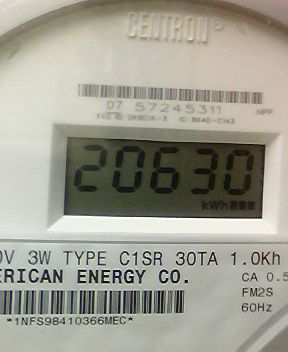 CENTRON®
07 57245311
20630
kWh
3W TYPE C1SR 30TA 1.0Kh
ERICAN ENERGY CO.
CA 0.5
FM2S
60Hz
*1NFS98410366MEC*